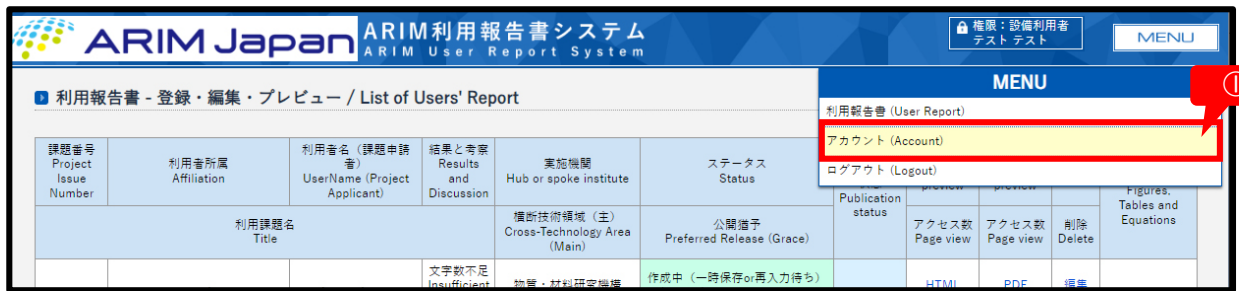 ARIM Japan
ARIM利用報告書システム
ARIM User Report System
権限：設備利用者
テスト テスト
MENU
利用報告書 - 登録・編集・プレビュー / List of Users' Report
MENU
利用報告書 (User Report)
アカウント (Account)
ログアウト (Logout)
①
課題番号
Project
Issue
Number
利用者所属
Affiliation
利用者名（課題申請
者）
UserName (Project
Applicant)
結果と考察
Results
and
Discussion
実施機関
Hub or spoke institute
ステータス
Status
Publication
status
preview
preview
Figures,
Tables and
Equations
利用課題名
Title
横断技術領域（主）
Cross-Technology Area
(Main)
公開猶予
Preferred Release (Grace)
アクセス数
Page view
アクセス数
Page view
削除
Delete
文字数不足
Insufficient
物質・材料研究機構
作成中（一時保存or再入力待ち）
HTML
PDF
編集